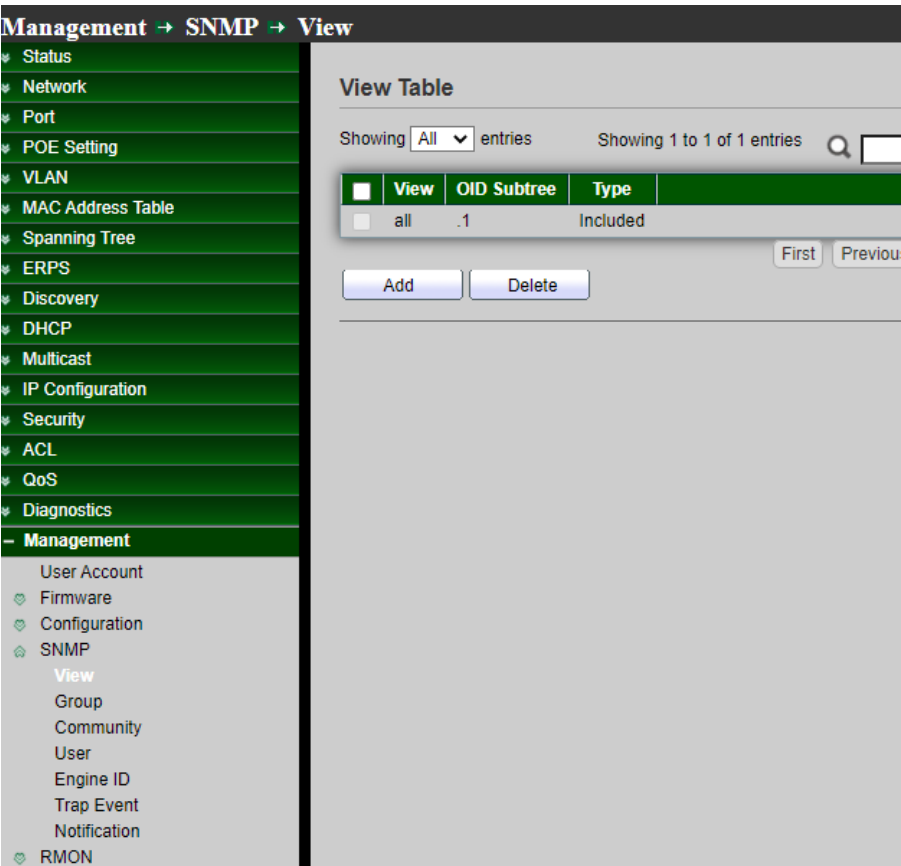 Management → SNMP → View
Status
Network
Port
POE Setting
VLAN
MAC Address Table
Spanning Tree
ERPS
Discovery
DHCP
Multicast
IP Configuration
Security
ACL
QoS
Diagnostics
Management
User Account
Firmware
Configuration
SNMP
View
Group
Community
User
Engine ID
Trap Event
Notification
RMON
View Table
Showing All entries Showing 1 to 1 of 1 entries
View OID Subtree Type
all .1 Included
First Previou
Add Delete